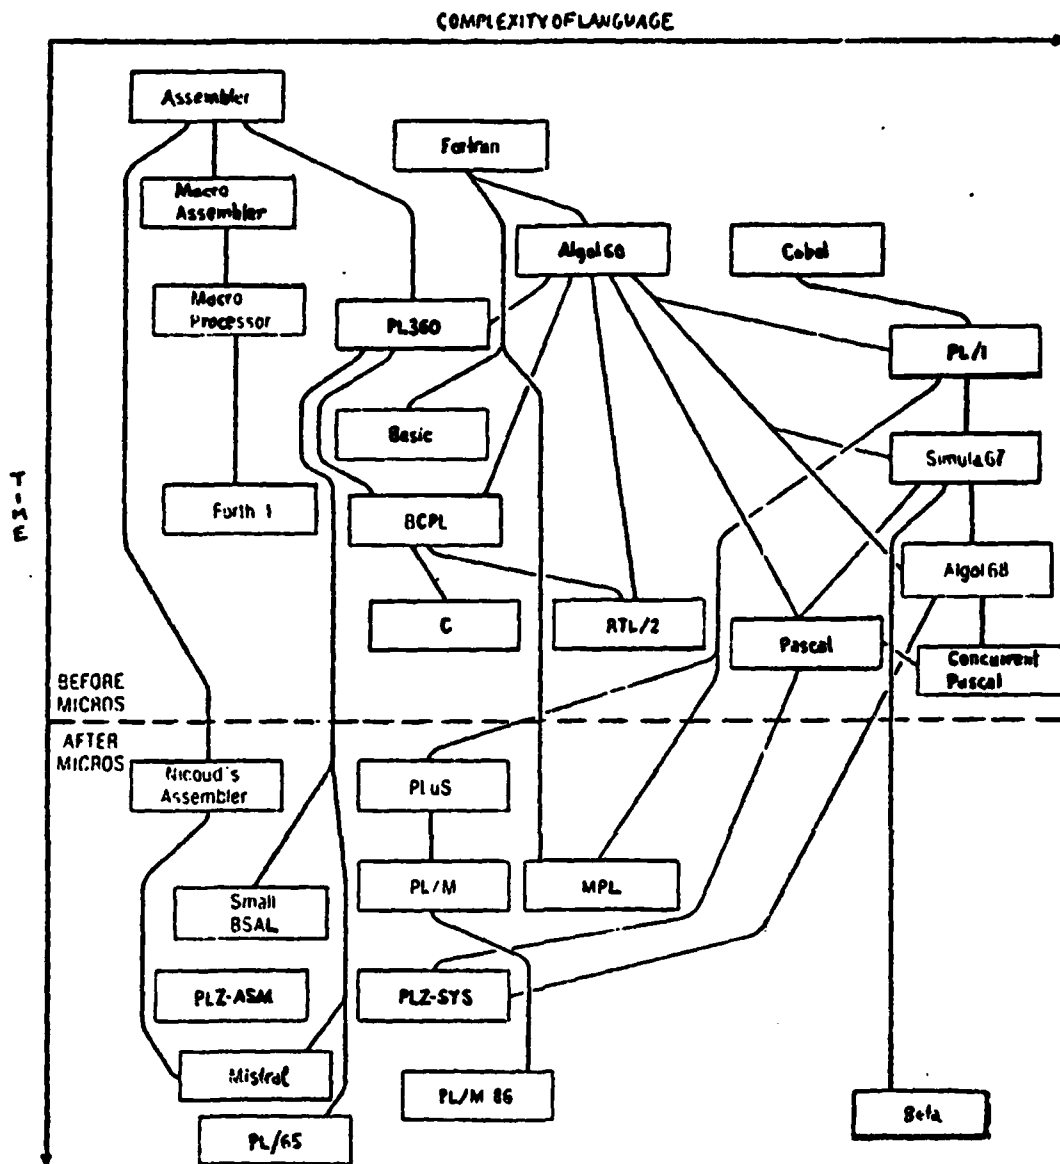 COMPLEXITY OF LANGUAGE
Assembler
Fortran
Macro
Assembler
Algol 60
Cobol
Macro
Processor
PL360
PL/1
Basic
Simula 67
TIME
Forth 1
BCPL
Algol 68
C
RTL/2
Pascal
Concurrent
Pascal
BEFORE
MICROS
AFTER
MICROS
Nicoud's
Assembler
PLuS
Small
BSAL
PL/M
MPL
PLZ-ASM
PLZ-SYS
Mistral
PL/M 86
Beta
PL/65